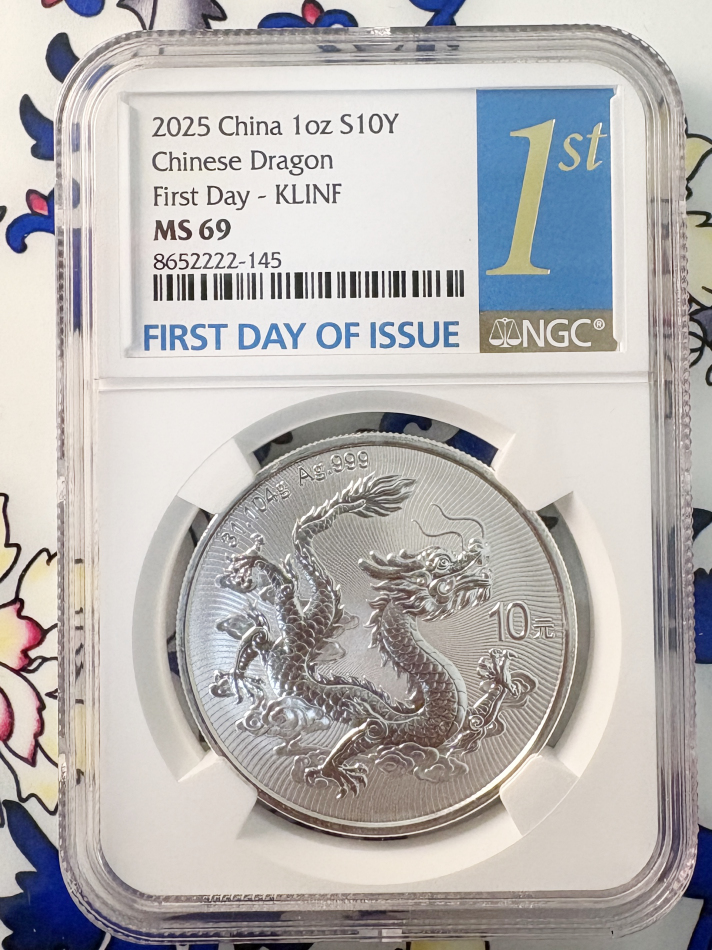 2025 China 1oz S10Y
Chinese Dragon
First Day - KLINF
MS 69
8652222-145
FIRST DAY OF ISSUE
1st
NGC®
31.104g Ag.999
10元